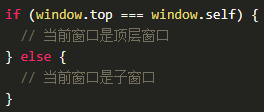 if (window.top === window.self) {
  // 当前窗口是顶层窗口
} else {
  // 当前窗口是子窗口
}